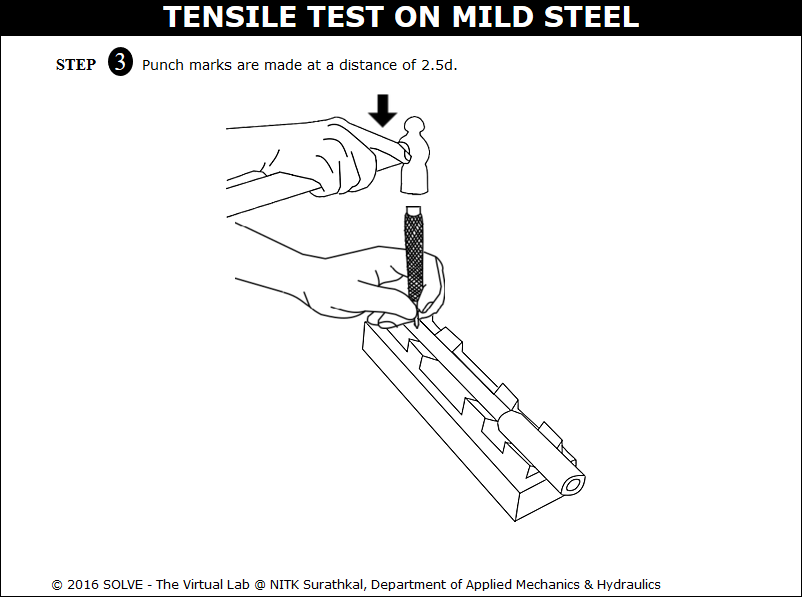 TENSILE TEST ON MILD STEEL
STEP 3 Punch marks are made at a distance of 2.5d.
© 2016 SOLVE - The Virtual Lab @ NITK Surathkal, Department of Applied Mechanics & Hydraulics